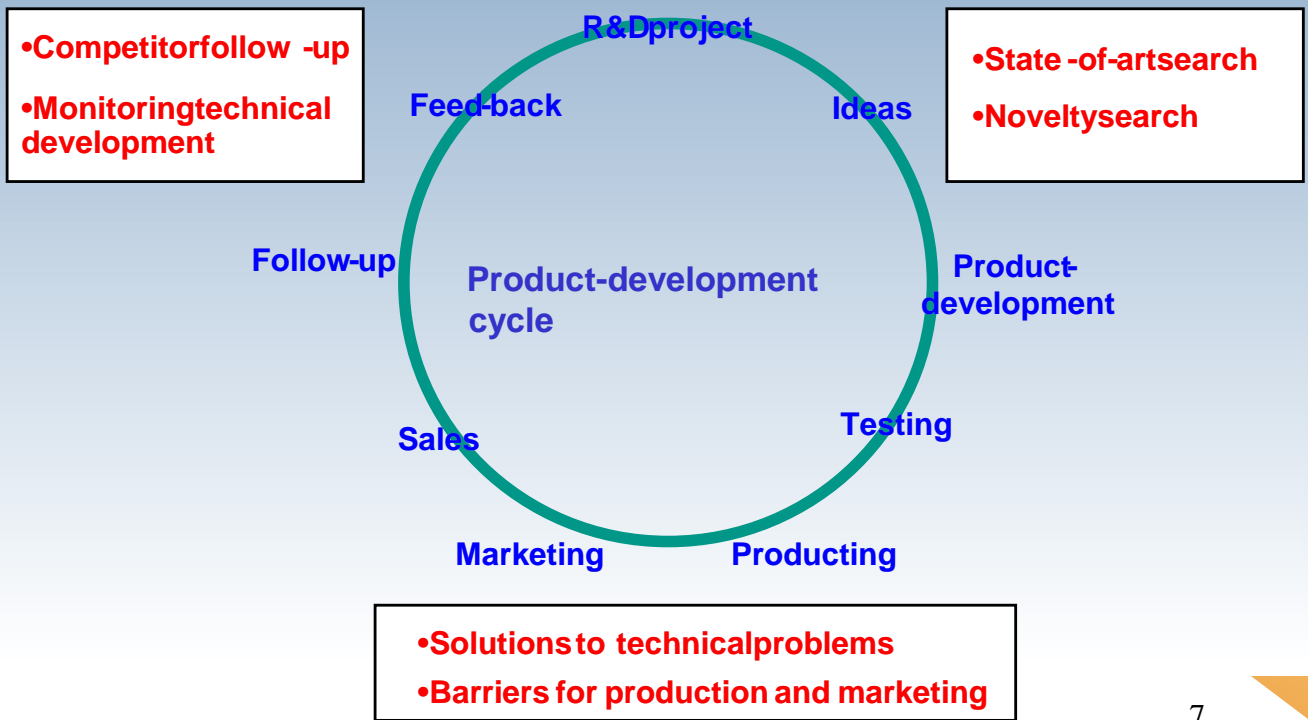 R&Dproject
•Competitorfollow -up
•Monitoringtechnical
development
•State -of-artsearch
•Noveltysearch
Feed-back
Ideas
Follow-up
Product-development
cycle
Product-
development
Sales
Testing
Marketing
Producting
•Solutionsto technicalproblems
•Barriers for production and marketing
7